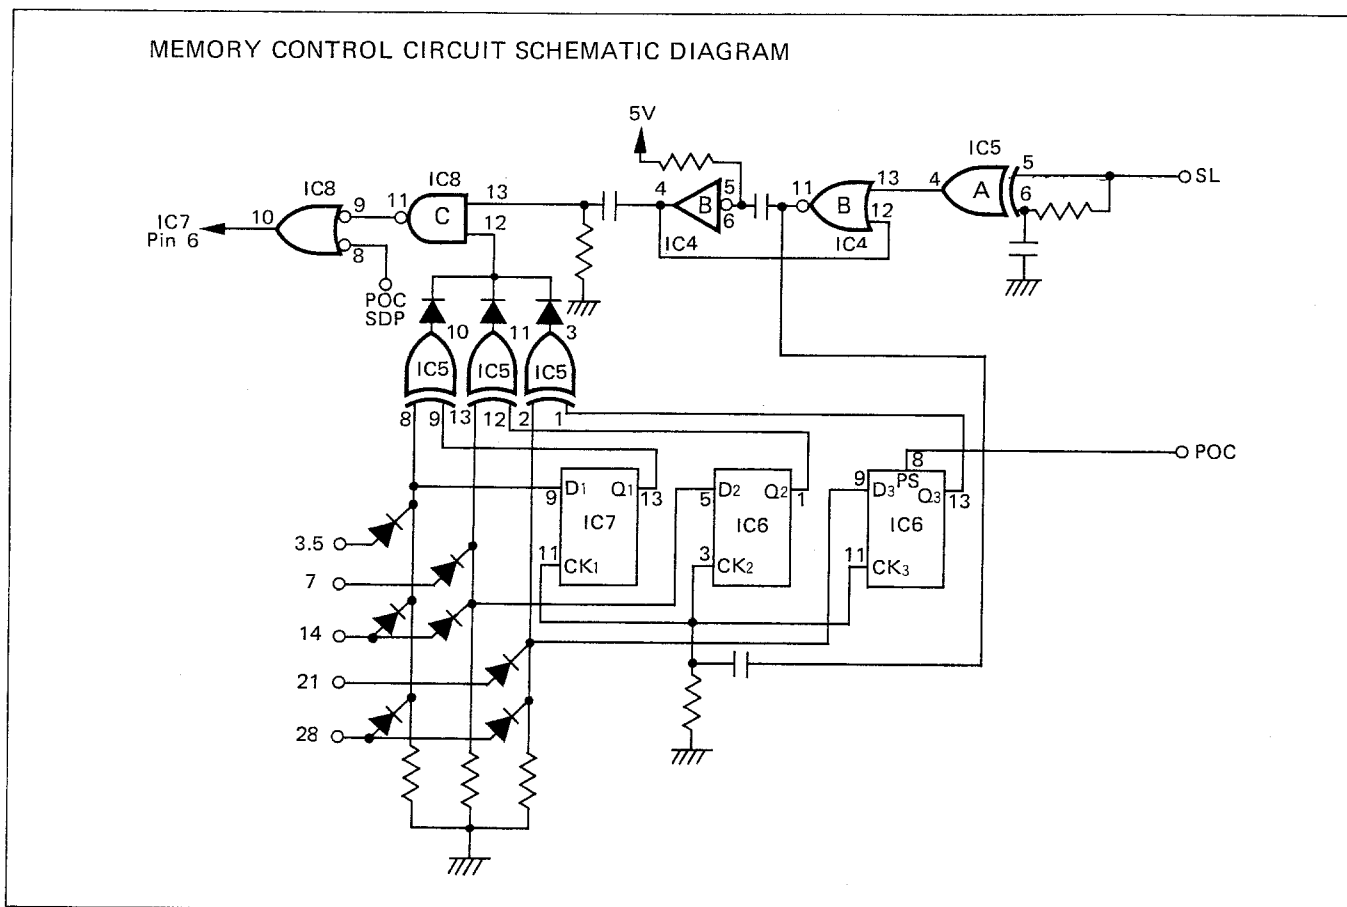 MEMORY CONTROL CIRCUIT SCHEMATIC DIAGRAM
5V
IC5
5
SL
4
A
6
13
11
B
12
IC4
5
4
B
6
IC4
IC8
13
11
C
12
IC8
9
10
8
IC7
Pin 6
POC
SDP
10
11
3
IC5
IC5
IC5
8
9
13
12
2
1
POC
8
9
D1
Q1
13
IC7
11
CK1
5
D2
Q2
1
IC6
3
CK2
9
D3
PS
Q3
13
IC6
11
CK3
3.5
7
14
21
28